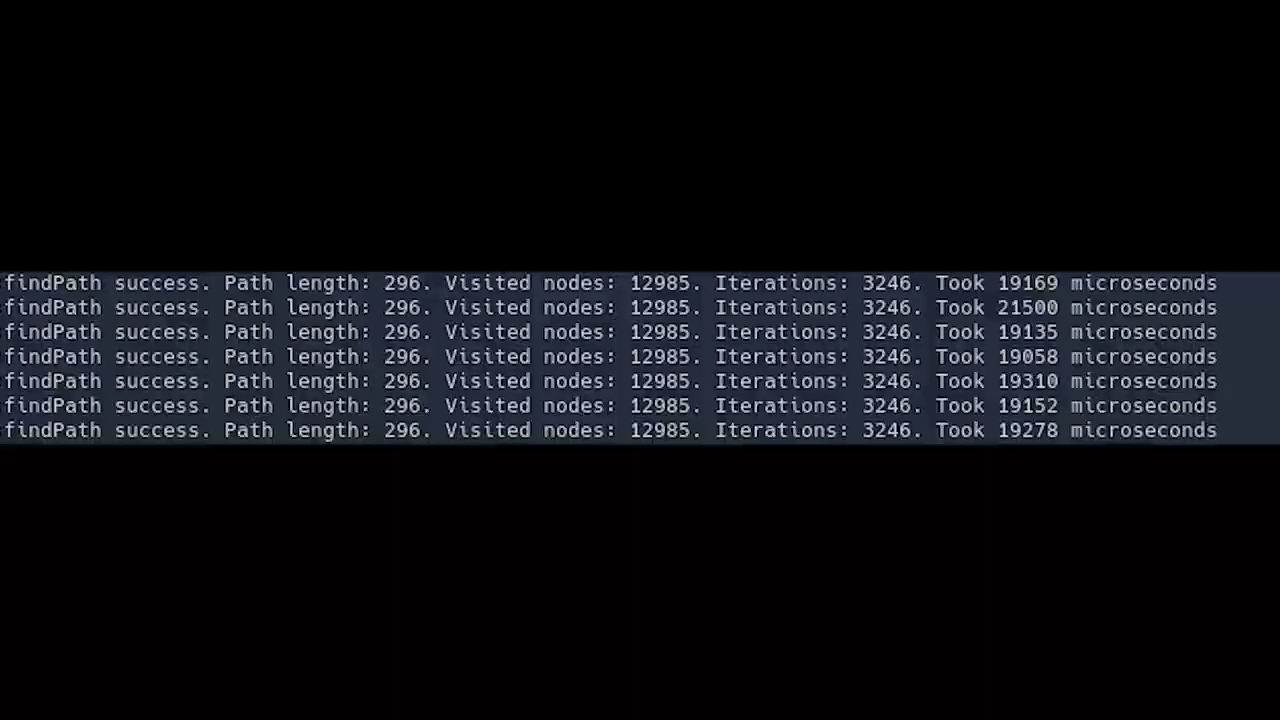 findPath success. Path length: 296. Visited nodes: 12985. Iterations: 3246. Took 19169 microseconds
findPath success. Path length: 296. Visited nodes: 12985. Iterations: 3246. Took 21500 microseconds
findPath success. Path length: 296. Visited nodes: 12985. Iterations: 3246. Took 19135 microseconds
findPath success. Path length: 296. Visited nodes: 12985. Iterations: 3246. Took 19058 microseconds
findPath success. Path length: 296. Visited nodes: 12985. Iterations: 3246. Took 19310 microseconds
findPath success. Path length: 296. Visited nodes: 12985. Iterations: 3246. Took 19152 microseconds
findPath success. Path length: 296. Visited nodes: 12985. Iterations: 3246. Took 19278 microseconds